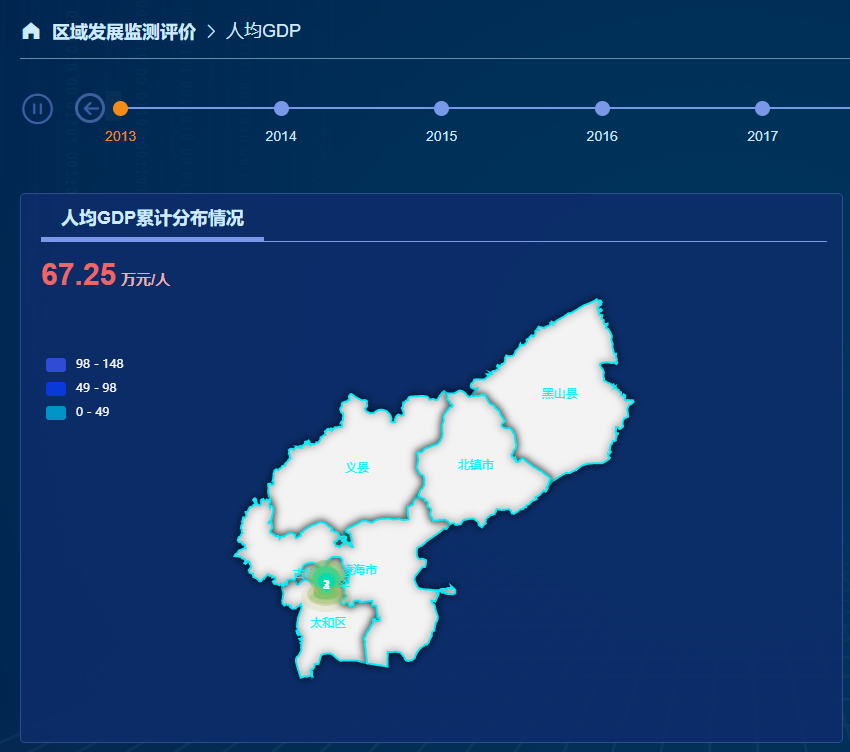 区域发展监测评价 > 人均GDP
2013 2014 2015 2016 2017
人均GDP累计分布情况
67.25 万元/人
98 - 148
49 - 98
0 - 49
黑山县
义县
北镇市
凌海市
太和区